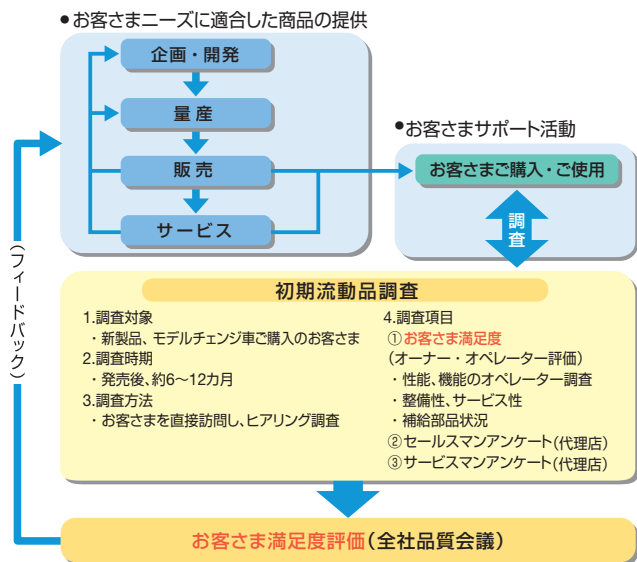 ●お客さまニーズに適合した商品の提供
企画・開発
量産
販売
サービス
●お客さまサポート活動
お客さまご購入・ご使用
調査
(フィードバック)
初期流動品調査
1.調査対象
・新製品、モデルチェンジ車ご購入のお客さま
2.調査時期
・発売後、約6〜12カ月
3.調査方法
・お客さまを直接訪問し、ヒアリング調査
4.調査項目
①お客さま満足度
(オーナー・オペレーター評価)
・性能、機能のオペレーター調査
・整備性、サービス性
・補給部品状況
②セールスマンアンケート(代理店)
③サービスマンアンケート(代理店)
お客さま満足度評価(全社品質会議)